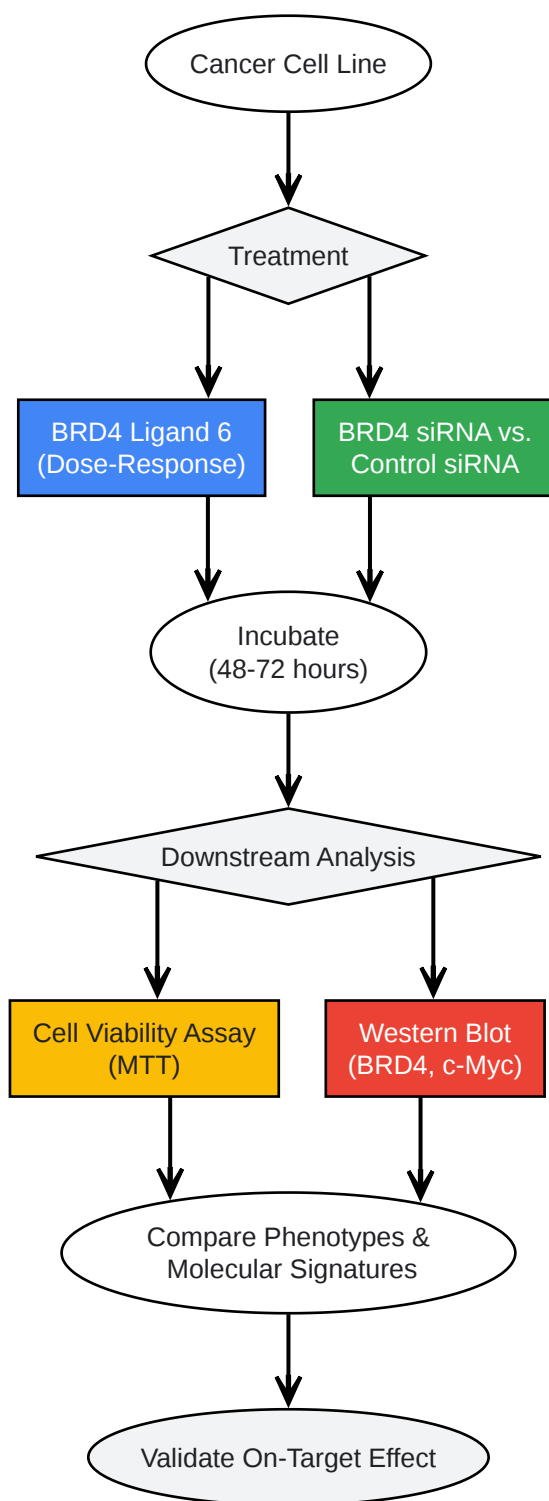 Cancer Cell Line
Treatment
BRD4 Ligand 6
(Dose-Response)
BRD4 siRNA vs.
Control siRNA
Incubate
(48-72 hours)
Downstream Analysis
Cell Viability Assay
(MTT)
Western Blot
(BRD4, c-Myc)
Compare Phenotypes &
Molecular Signatures
Validate On-Target Effect